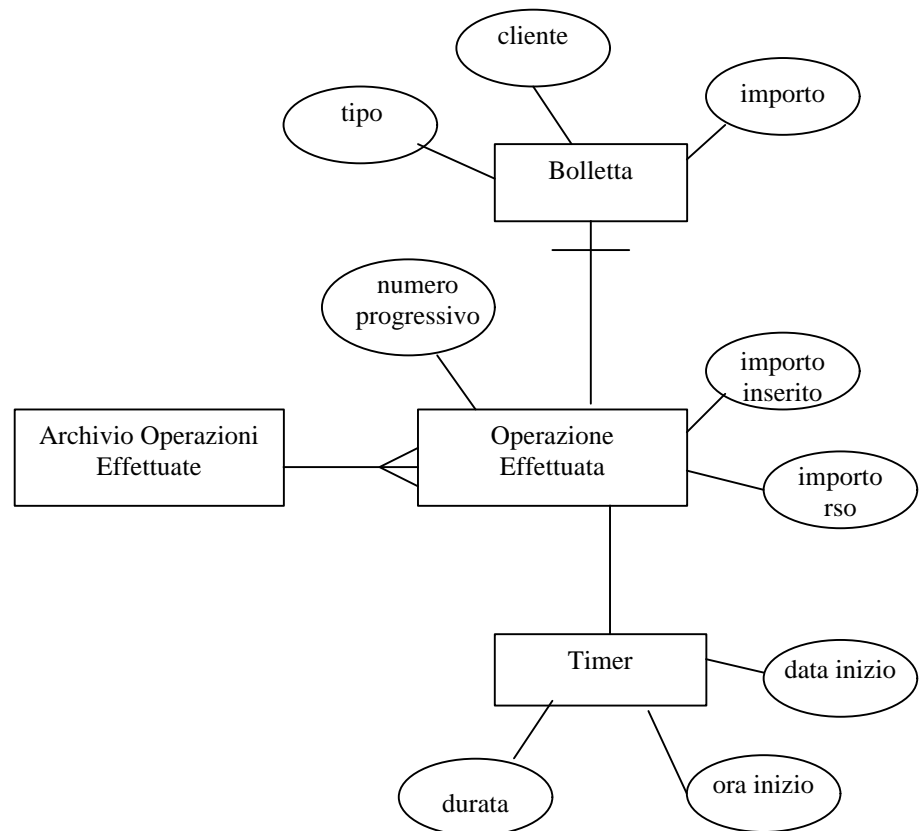 cliente
importo
tipo
Bolletta
numero
progressivo
importo
inserito
Archivio Operazioni
Effettuate
Operazione
Effettuata
importo
rso
Timer
data inizio
durata
ora inizio